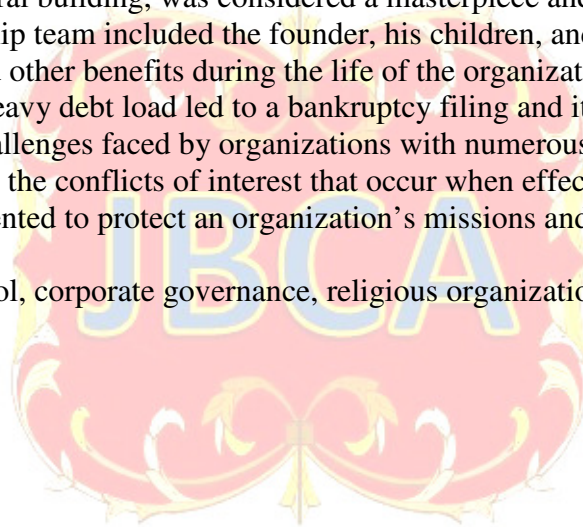 ral building, was considered a masterpiece and
ip team included the founder, his children, and
other benefits during the life of the organizat
eavy debt load led to a bankruptcy filing and it
allenges faced by organizations with numerous
the conflicts of interest that occur when effec
ented to protect an organization's missions and
JBCA
ol, corporate governance, religious organizatio